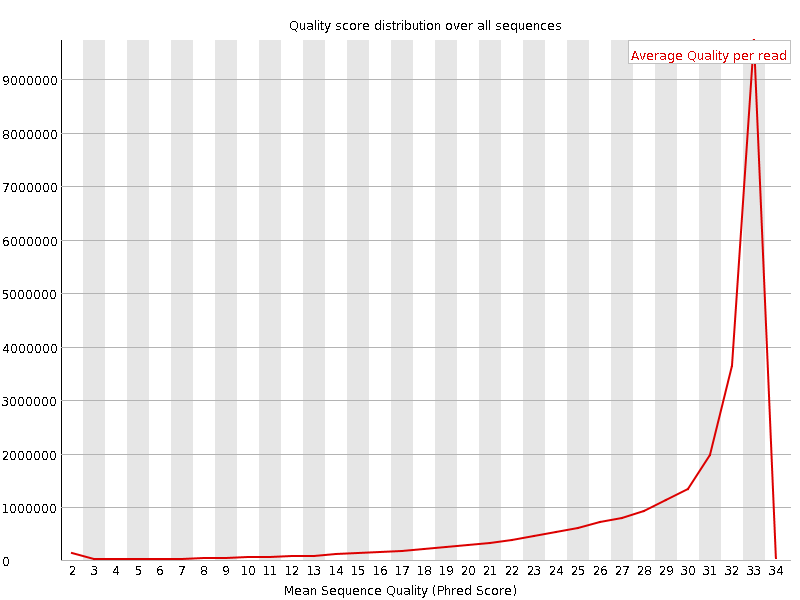 Quality score distribution over all sequences
Average Quality per read
9000000
8000000
7000000
6000000
5000000
4000000
3000000
2000000
1000000
0
2 3 4 5 6 7 8 9 10 11 12 13 14 15 16 17 18 19 20 21 22 23 24 25 26 27 28 29 30 31 32 33 34
Mean Sequence Quality (Phred Score)